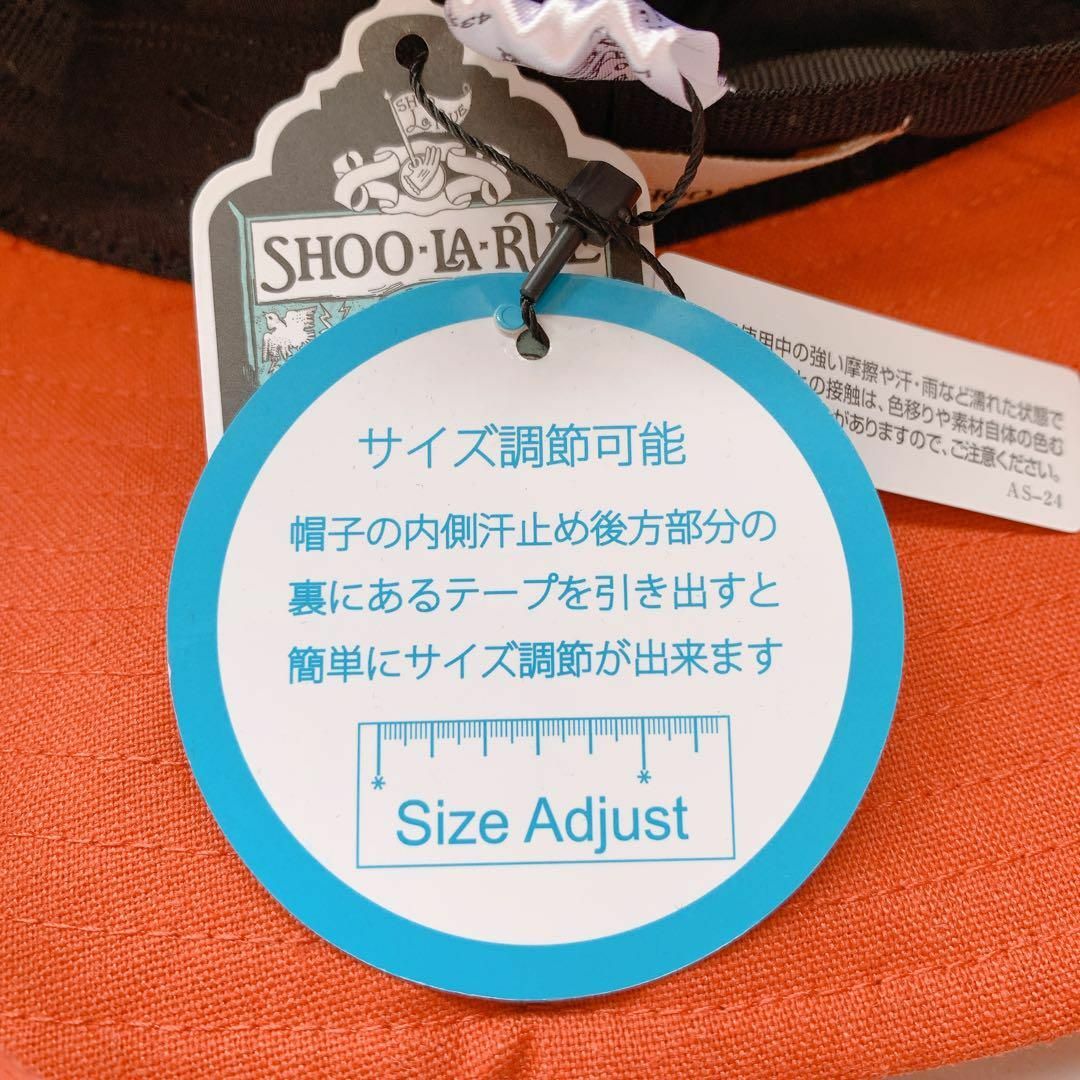 SHOO·LA·RUE
使用中の強い摩擦や汗・雨など濡れた状態で
の接触は、色移りや素材自体の色む
がありますので、ご注意ください。
AS-24
サイズ調節可能
帽子の内側汗止め後方部分の
裏にあるテープを引き出すと
簡単にサイズ調節が出来ます
Size Adjust